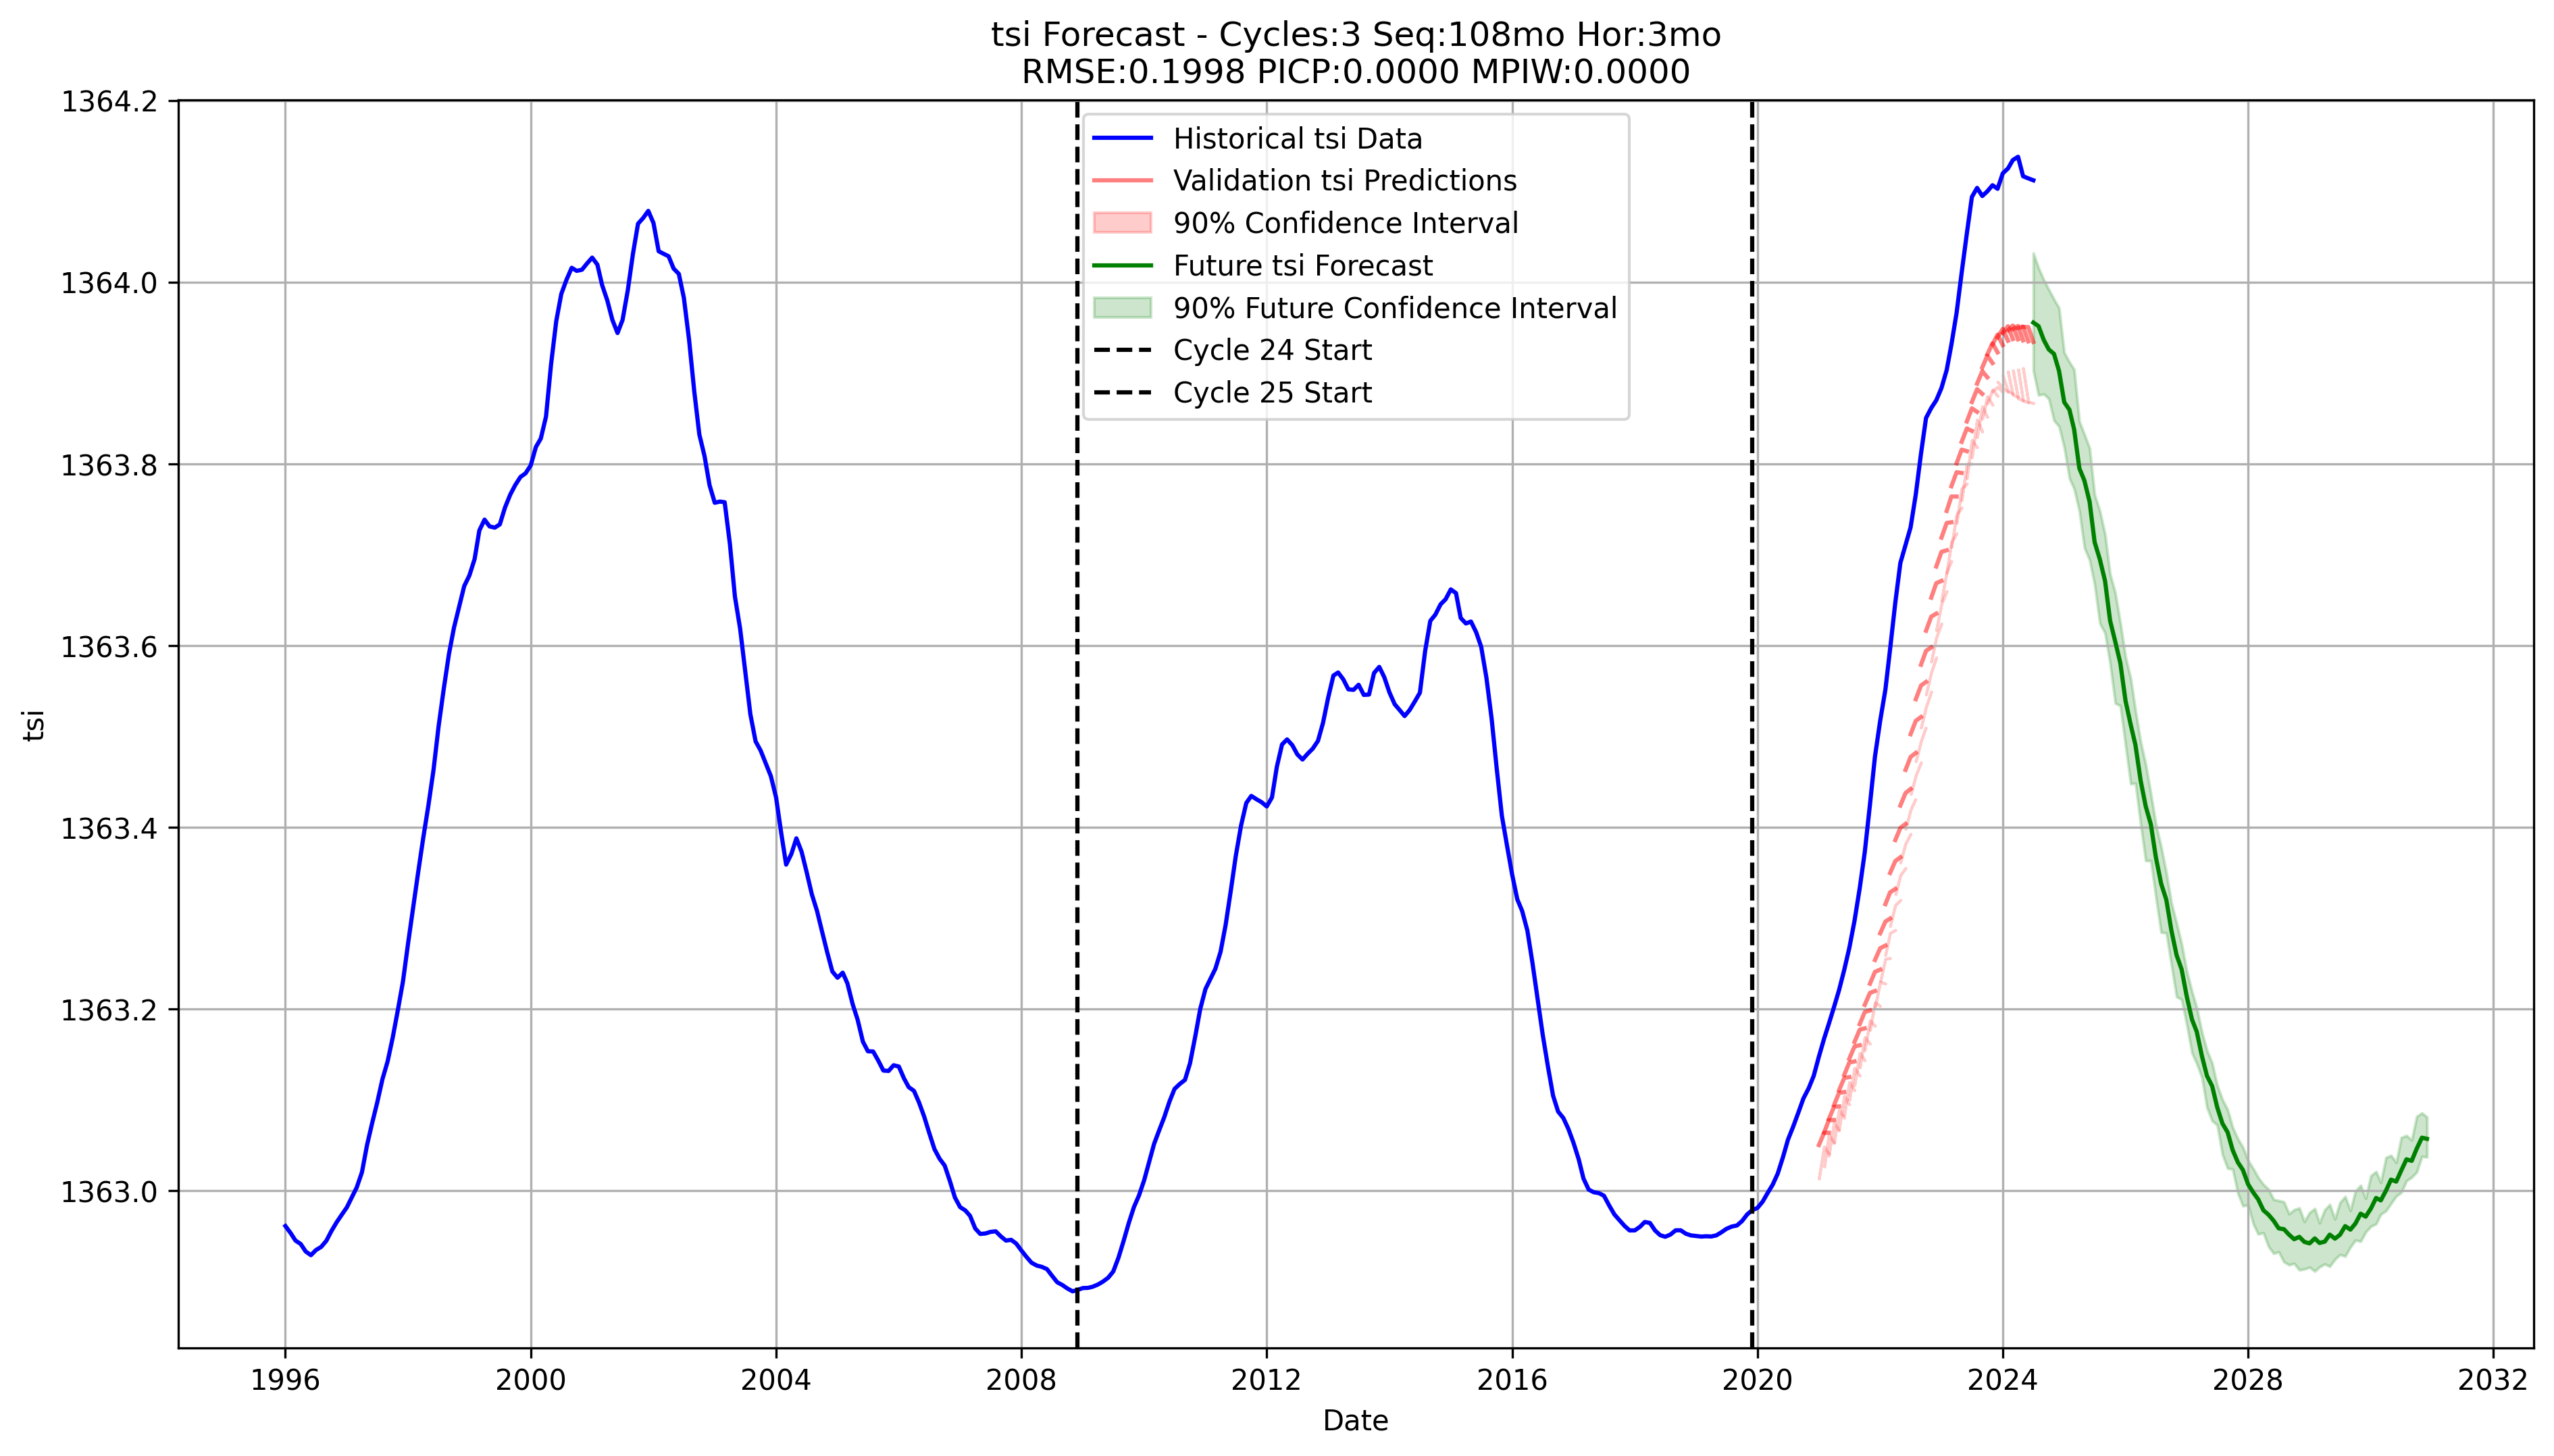 tsi Forecast - Cycles:3 Seq:108mo Hor:3mo
RMSE:0.1998 PICP:0.0000 MPIW:0.0000
1364.2
1364.0
1363.8
1363.6
1363.4
1363.2
1363.0
tsi
Historical tsi Data
Validation tsi Predictions
90% Confidence Interval
Future tsi Forecast
90% Future Confidence Interval
Cycle 24 Start
Cycle 25 Start
1996 2000 2004 2008 2012 2016 2020 2024 2028 2032
Date